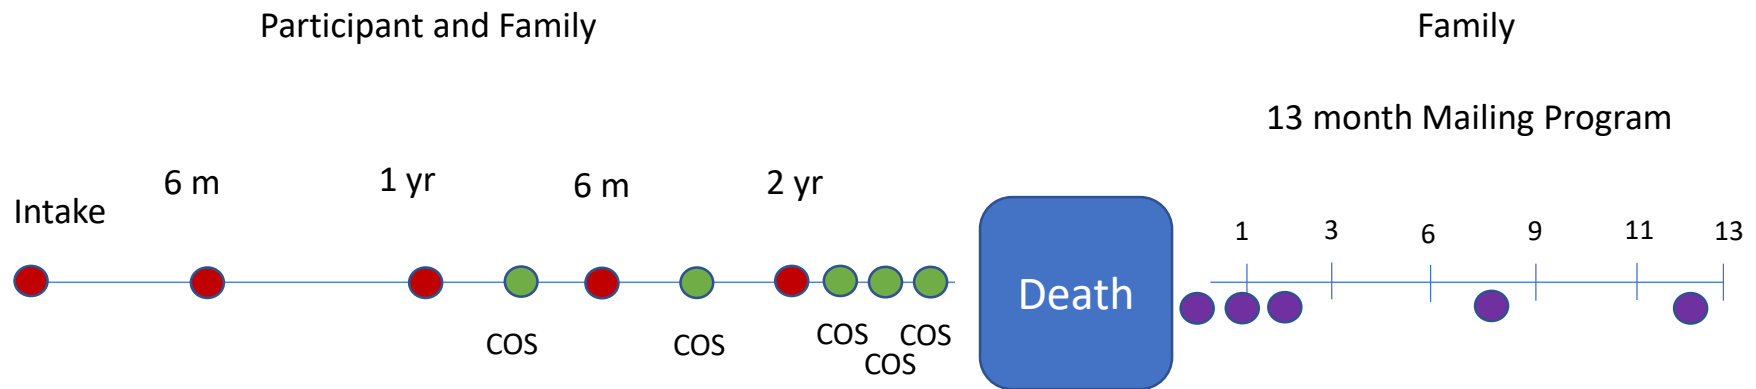 Participant and Family
Family
13 month Mailing Program
Intake
6 m
1 yr
6 m
2 yr
COS
COS
COS
COS
COS
Death
1
3
6
9
11
13